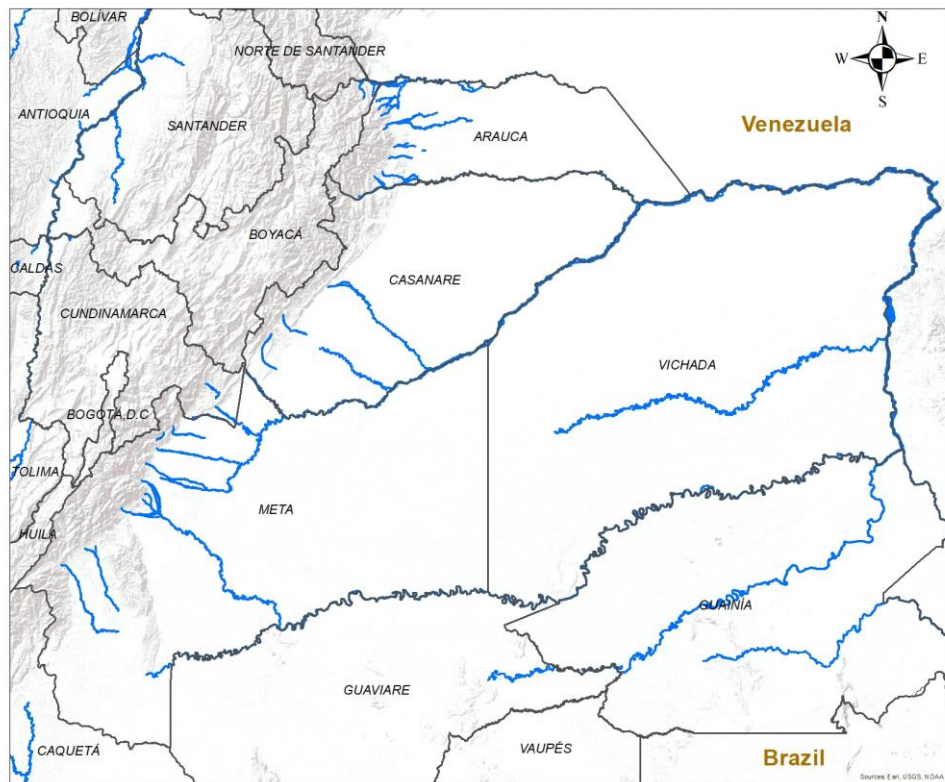 BOLÍVAR
N
NORTE DE SANTANDER
W
E
S
ANTIOQUIA
SANTANDER
ARAUCA
Venezuela
BOYACÁ
CALDAS
CASANARE
CUNDINAMARCA
VICHADA
BOGOTÁ,D.C
TOLIMA
META
HUILA
GUAINÍA
GUAVIARE
CAQUETÁ
VAUPÉS
Brazil
Sources: Esri, USGS, NOAA